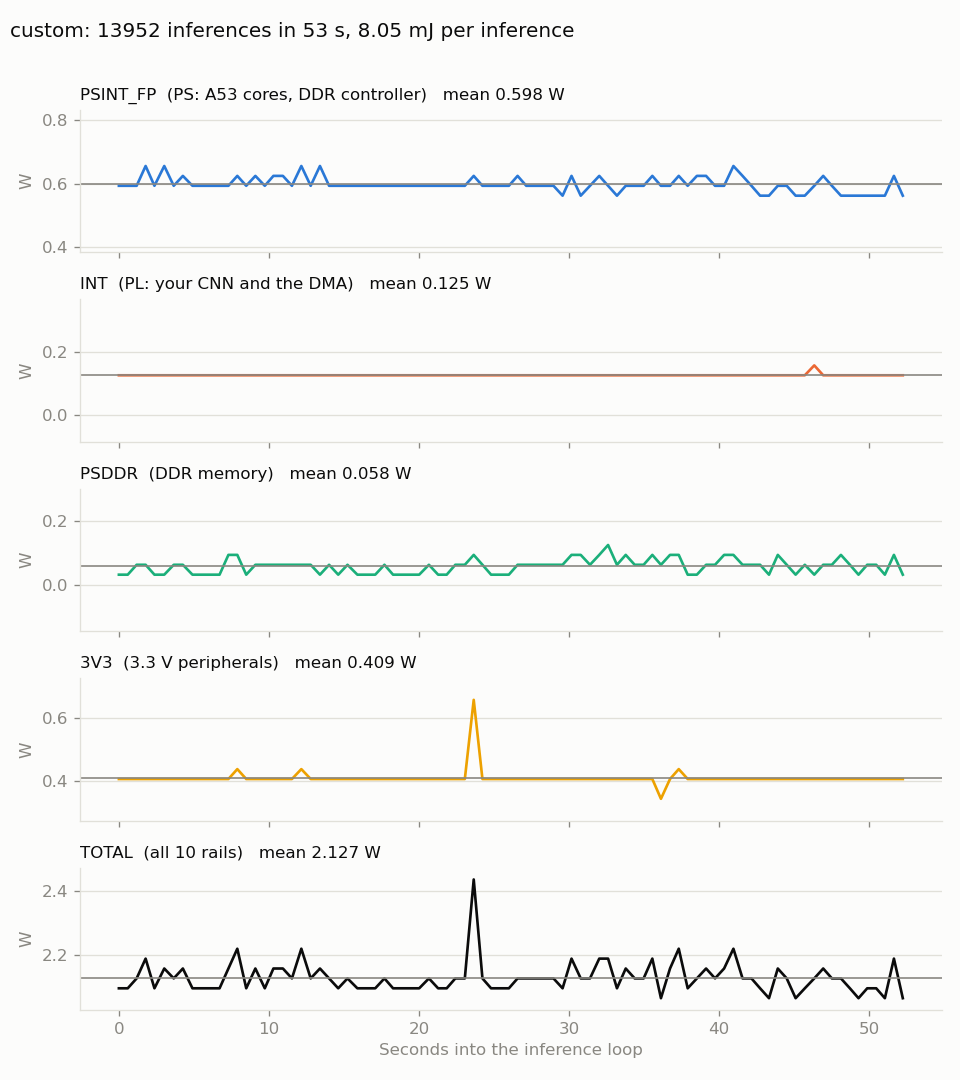 custom: 13952 inferences in 53 s, 8.05 mJ per inference
PSINT_FP (PS: A53 cores, DDR controller) mean 0.598 W
0.8
0.6
0.4
W
INT (PL: your CNN and the DMA) mean 0.125 W
0.2
0.0
W
PSDDR (DDR memory) mean 0.058 W
0.2
0.0
W
3V3 (3.3 V peripherals) mean 0.409 W
0.6
0.4
W
TOTAL (all 10 rails) mean 2.127 W
2.4
2.2
W
0 10 20 30 40 50
Seconds into the inference loop